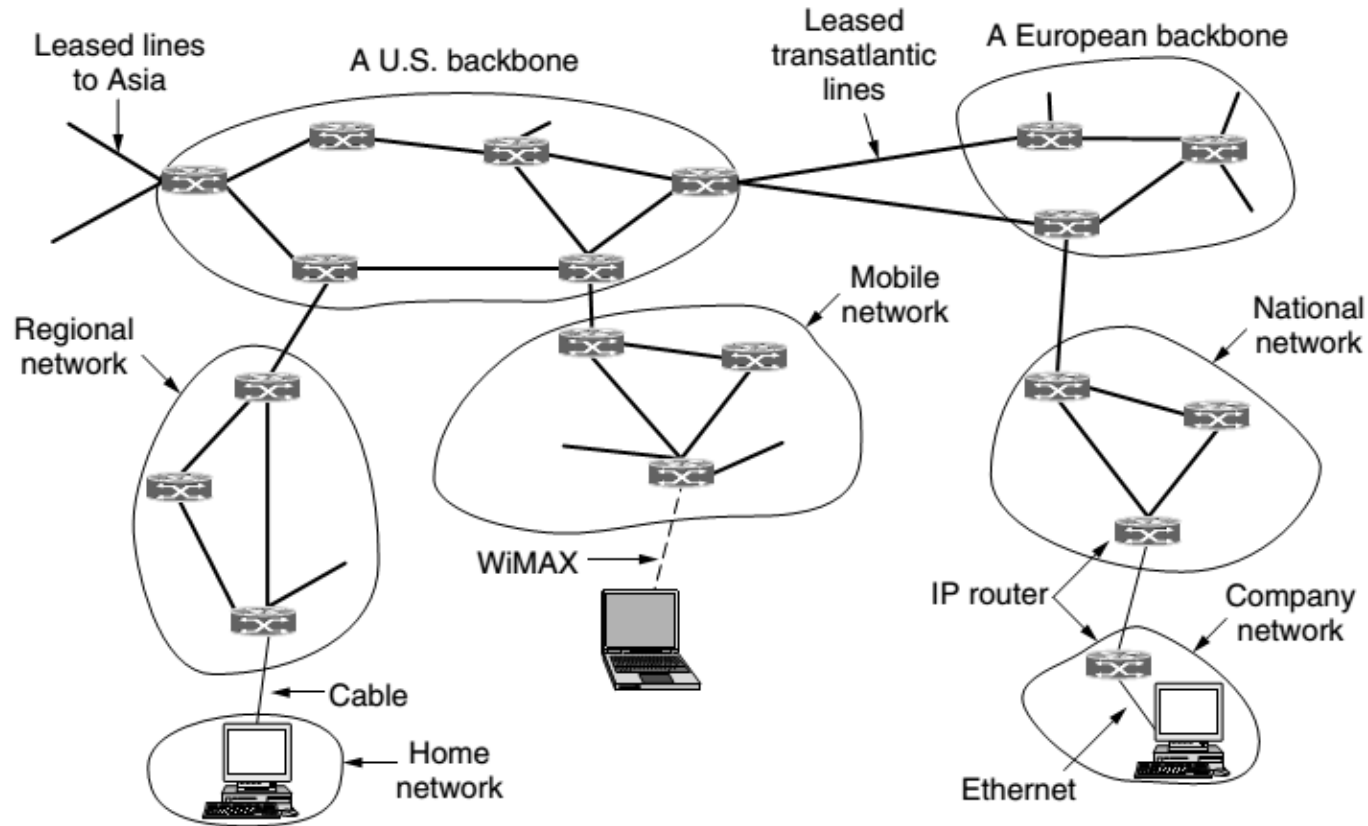 Leased lines
to Asia
A U.S. backbone
Leased
transatlantic
lines
A European backbone
Regional
network
Mobile
network
National
network
WiMAX
IP router
Company
network
Cable
Home
network
Ethernet